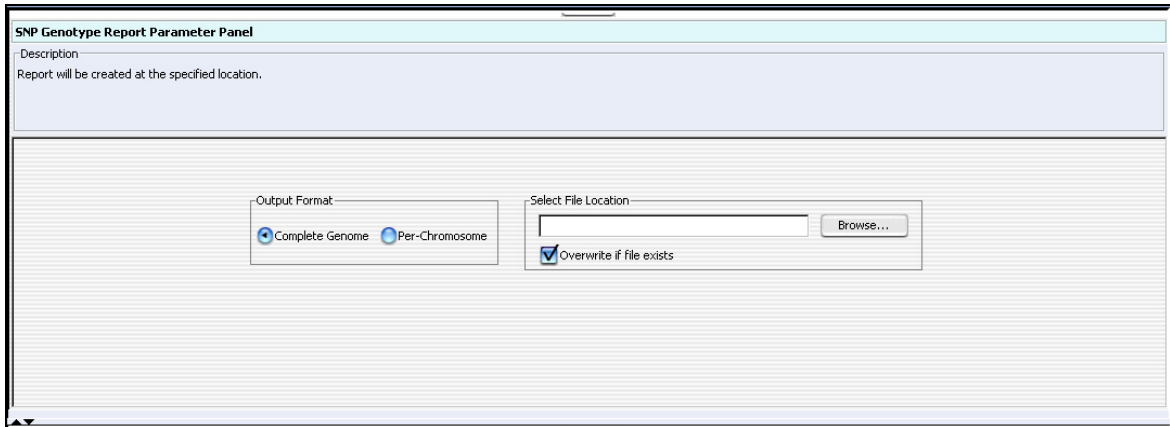 SNP Genotype Report Parameter Panel
Description
Report will be created at the specified location.
Output Format
Complete Genome Per-Chromosome
Select File Location
Browse...
Overwrite if file exists